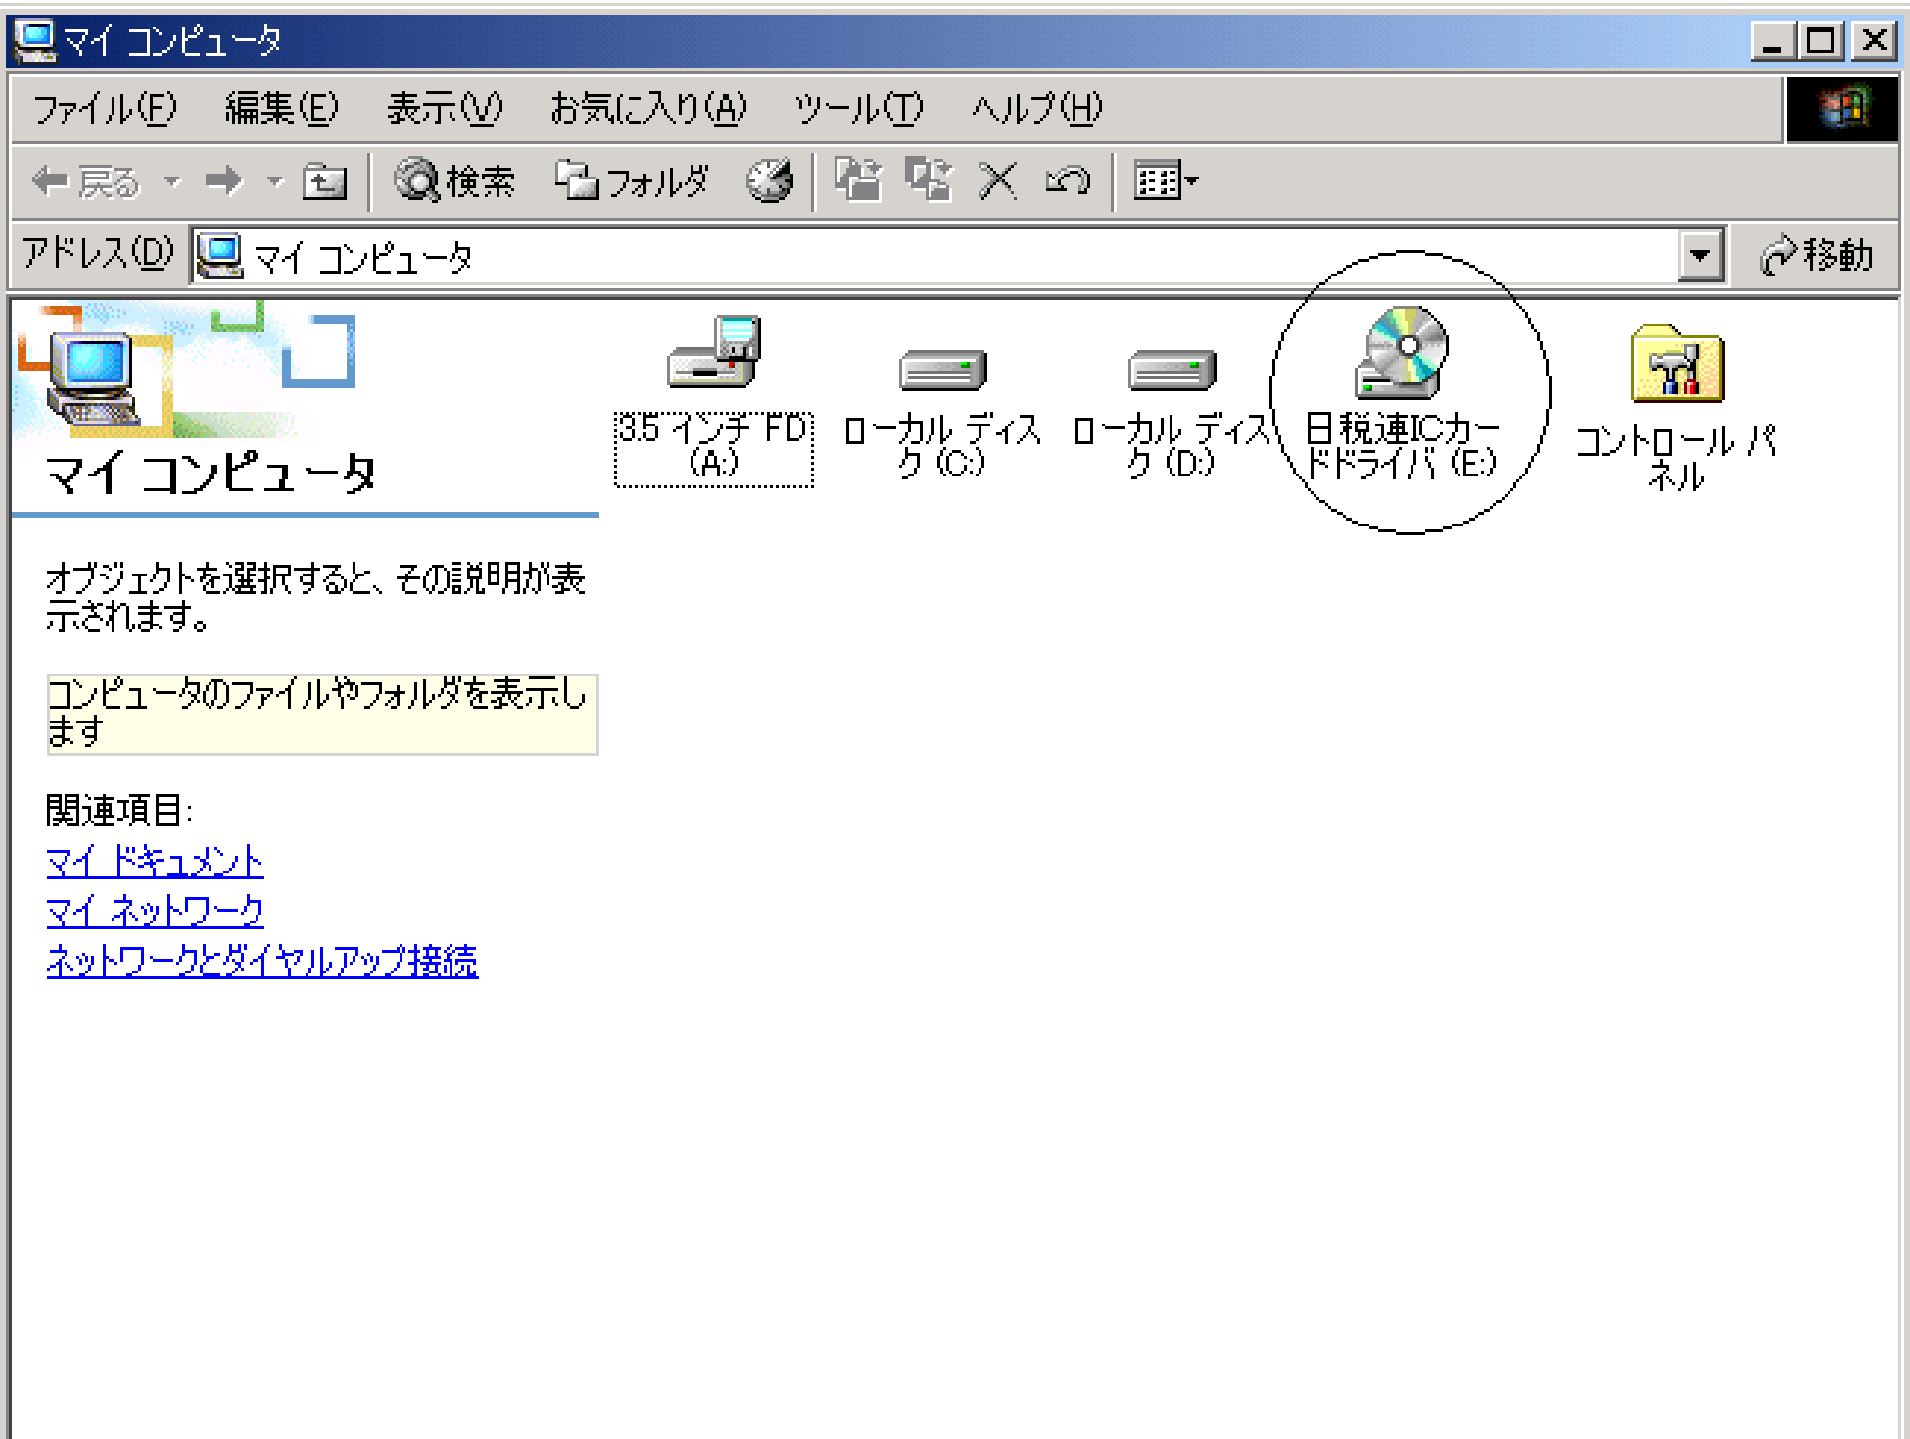 マイ コンピュータ
ファイル(F) 編集(E) 表示(V) お気に入り(A) ツール(T) ヘルプ(H)
戻る 検索 フォルダ
アドレス(D) マイ コンピュータ 移動
マイ コンピュータ
オブジェクトを選択すると、その説明が表
示されます。
コンピュータのファイルやフォルダを表示し
ます
関連項目:
マイ ドキュメント
マイ ネットワーク
ネットワークとダイヤルアップ接続
3.5 インチ FD
(A:)
ローカル ディス
ク (C:)
ローカル ディス
ク (D:)
日税連ICカー
ドドライバ (E:)
コントロール パ
ネル